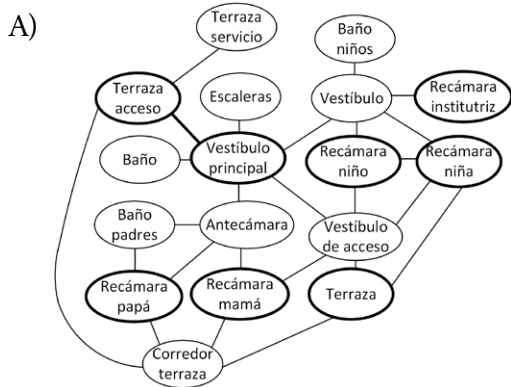 A)
Terraza
servicio
Baño
niños
Terraza
acceso
Escaleras
Vestíbulo
Recámara
institutriz
Baño
Vestíbulo
principal
Recámara
niño
Recámara
niña
Baño
padres
Antecámara
Vestíbulo
de acceso
Recámara
papá
Recámara
mamá
Terraza
Corredor
terraza